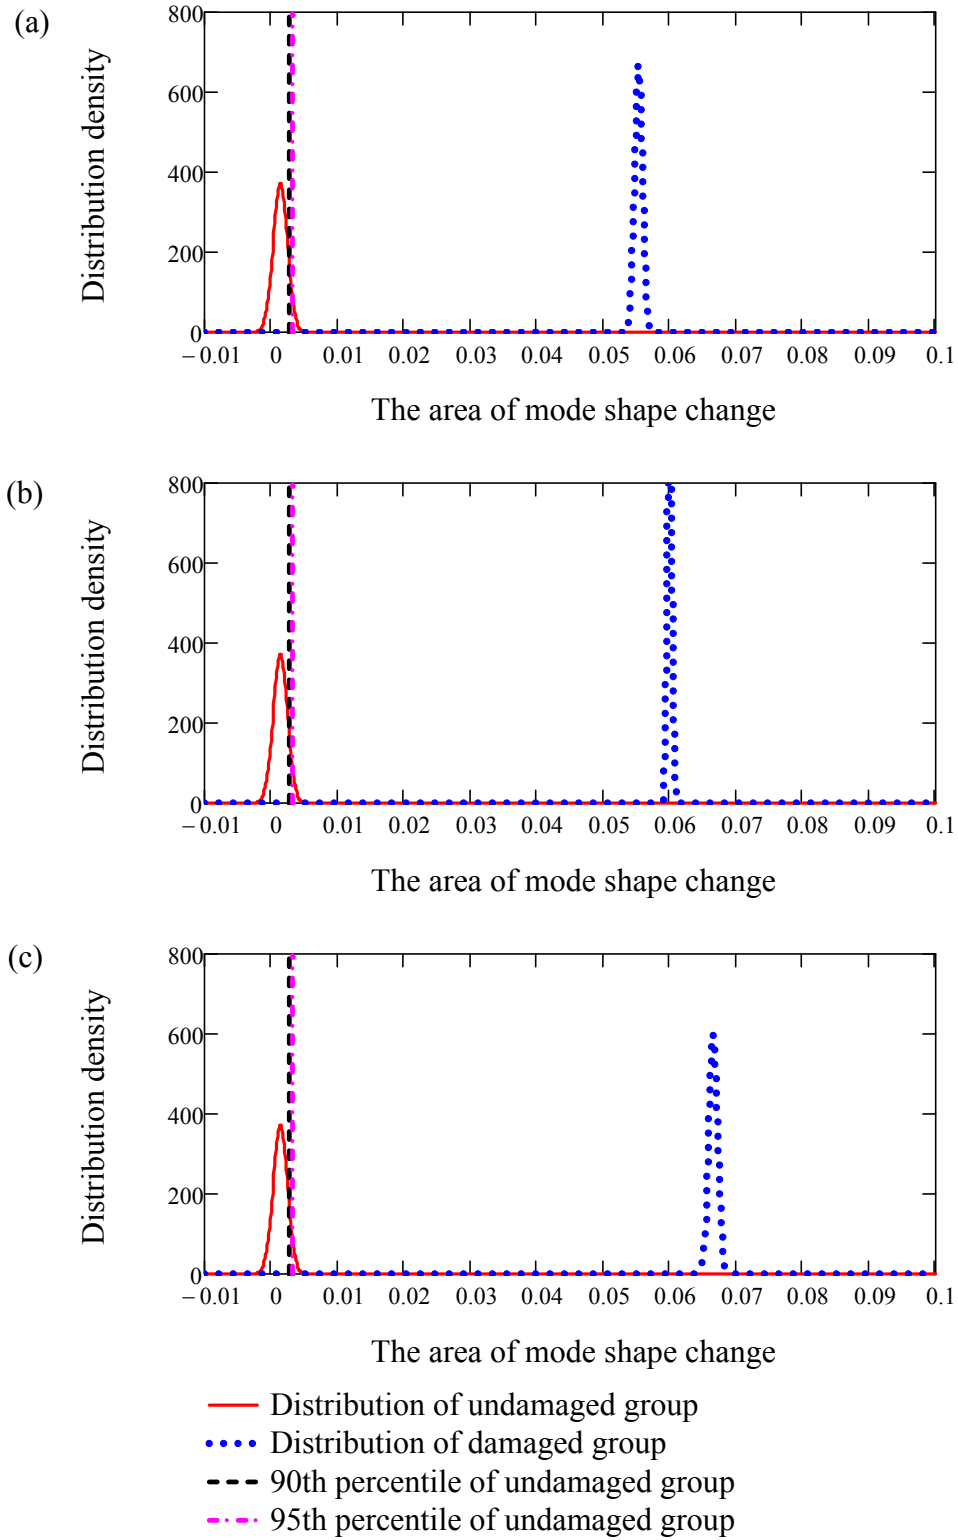 (a)
800
600
400
200
0
Distribution density
−0.01 0 0.01 0.02 0.03 0.04 0.05 0.06 0.07 0.08 0.09 0.1
The area of mode shape change
(b)
800
600
400
200
0
Distribution density
−0.01 0 0.01 0.02 0.03 0.04 0.05 0.06 0.07 0.08 0.09 0.1
The area of mode shape change
(c)
800
600
400
200
0
Distribution density
−0.01 0 0.01 0.02 0.03 0.04 0.05 0.06 0.07 0.08 0.09 0.1
The area of mode shape change
Distribution of undamaged group
Distribution of damaged group
90th percentile of undamaged group
95th percentile of undamaged group